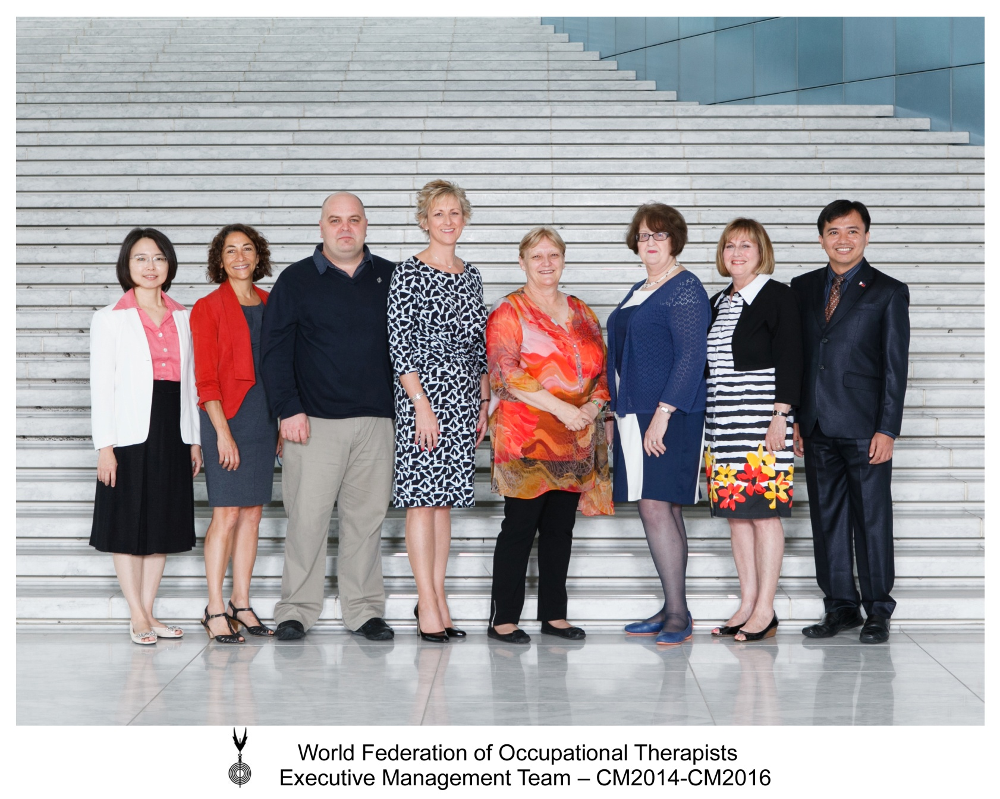 World Federation of Occupational Therapists
Executive Management Team – CM2014-CM2016